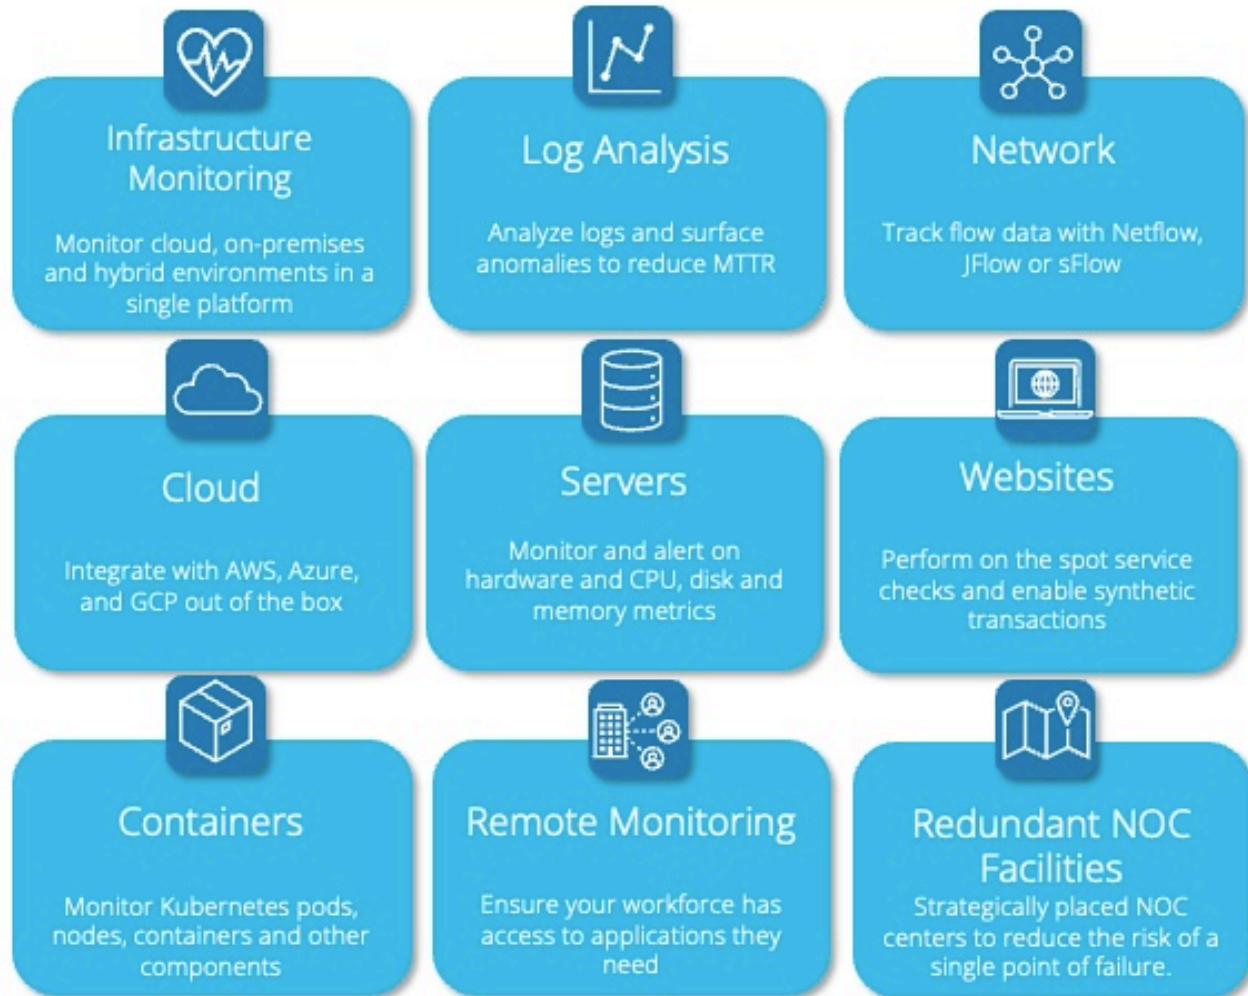 Infrastructure
Monitoring
Monitor cloud, on-premises
and hybrid environments in a
single platform
Log Analysis
Analyze logs and surface
anomalies to reduce MTTR
Network
Track flow data with Netflow,
JFlow or sFlow
Cloud
Integrate with AWS, Azure,
and GCP out of the box
Servers
Monitor and alert on
hardware and CPU, disk and
memory metrics
Websites
Perform on the spot service
checks and enable synthetic
transactions
Containers
Monitor Kubernetes pods,
nodes, containers and other
components
Remote Monitoring
Ensure your workforce has
access to applications they
need
Redundant NOC
Facilities
Strategically placed NOC
centers to reduce the risk of a
single point of failure.